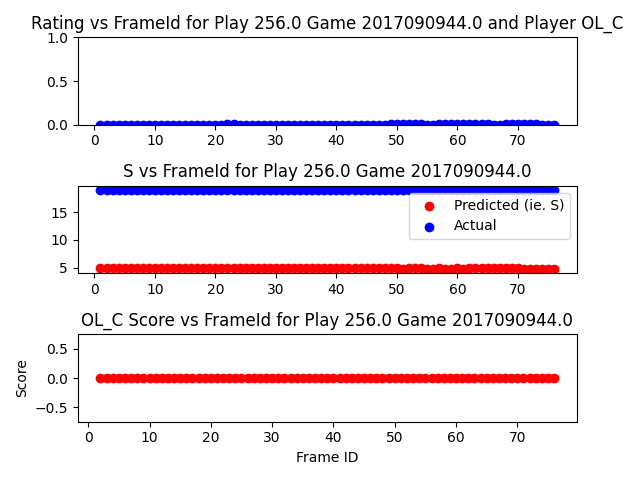 Rating vs FrameId for Play 256.0 Game 2017090944.0 and Player OL_C
1.0
0.5
0.0
0 10 20 30 40 50 60 70
S vs FrameId for Play 256.0 Game 2017090944.0
15
10
5
Predicted (ie. S)
Actual
0 10 20 30 40 50 60 70
OL_C Score vs FrameId for Play 256.0 Game 2017090944.0
Score
0.5
0.0
−0.5
0 10 20 30 40 50 60 70
Frame ID